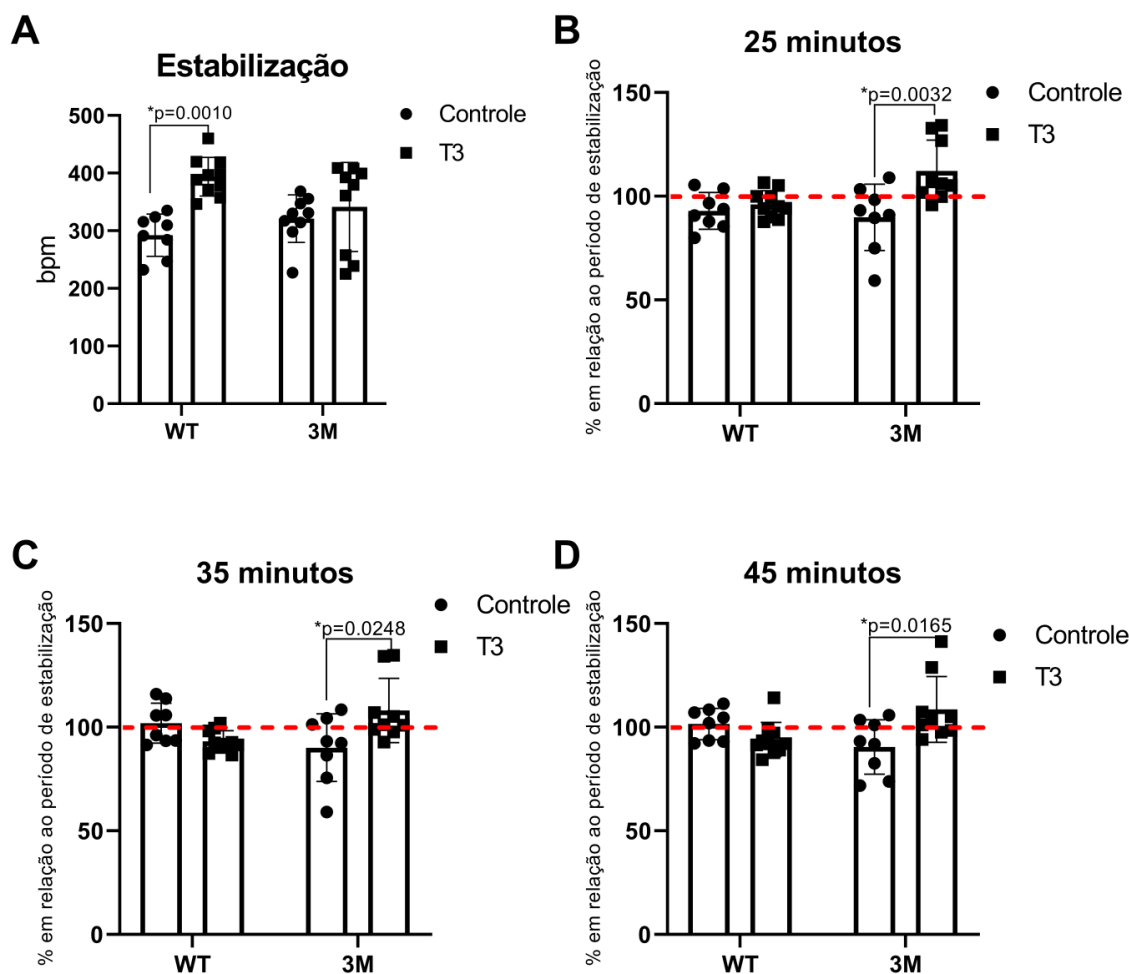 A
Estabilização
*p=0.0010
Controle
T3
bpm
500
400
300
200
100
0
WT
3M
B
25 minutos
*p=0.0032
Controle
T3
% em relação ao período de estabilização
150
100
50
0
WT
3M
C
35 minutos
*p=0.0248
Controle
T3
% em relação ao período de estabilização
150
100
50
0
WT
3M
D
45 minutos
*p=0.0165
Controle
T3
% em relação ao período de estabilização
150
100
50
0
WT
3M